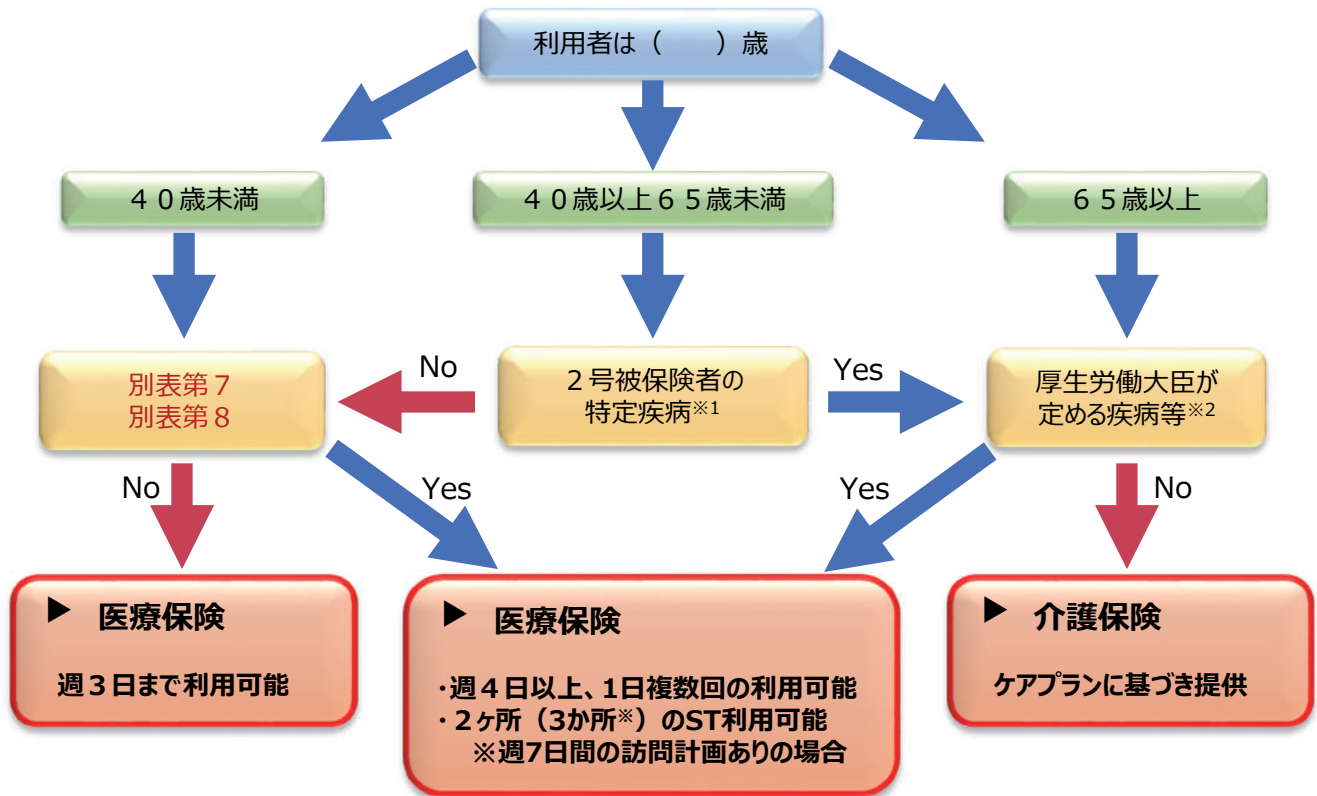 利用者は（　　）歳
４０歳未満
４０歳以上６５歳未満
６５歳以上
別表第７
別表第８
No
２号被保険者の
特定疾病※1
Yes
厚生労働大臣が
定める疾病等※2
No
Yes
Yes
No
▶ 医療保険
週３日まで利用可能
▶ 医療保険
・週４日以上、1日複数回の利用可能
・２ヶ所（3か所※）のST利用可能
※週7日間の訪問計画ありの場合
▶ 介護保険
ケアプランに基づき提供